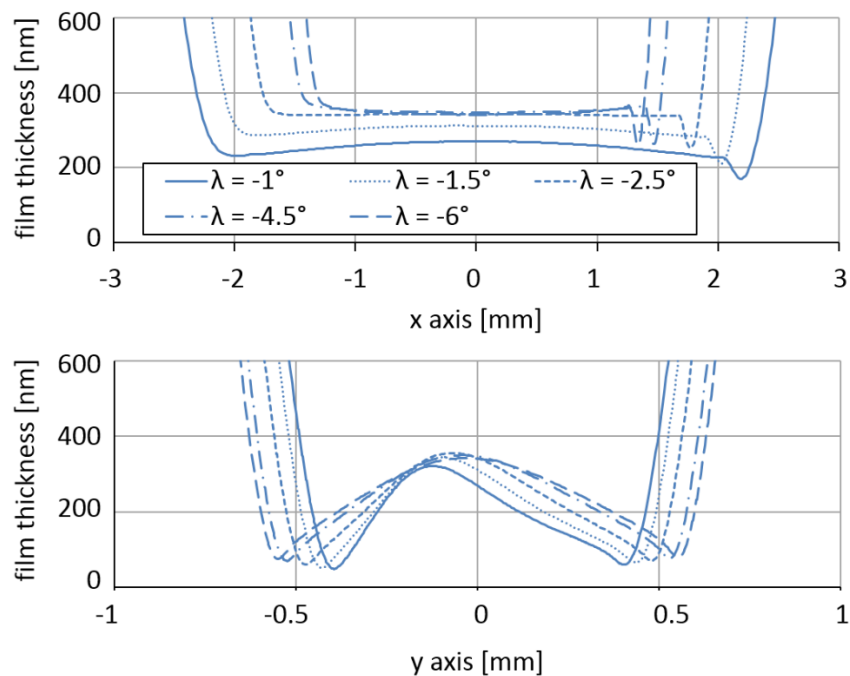 film thickness [nm]
600
400
200
0
λ = -1° λ = -1.5° λ = -2.5°
λ = -4.5° λ = -6°
-3 -2 -1 0 1 2 3
x axis [mm]
film thickness [nm]
600
400
200
0
-1 -0.5 0 0.5 1
y axis [mm]